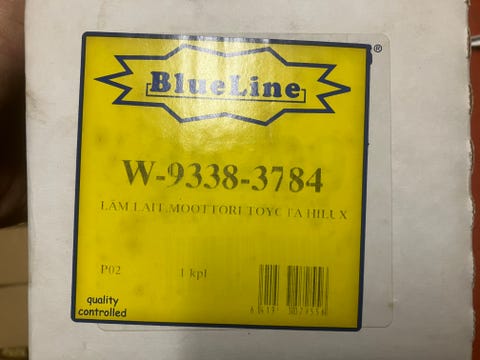 ®
BlueLine
W-9338-3784
LÄM.LAIT.MOOTTORI TOYOTA HILUX
P02 1 kpl
quality
controlled